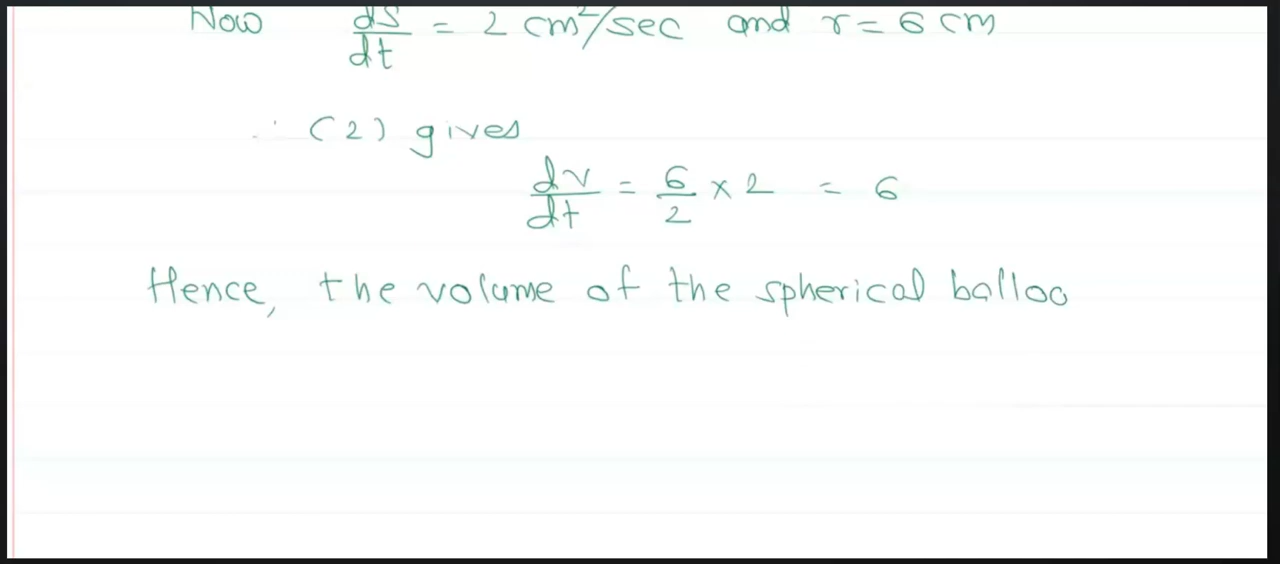 Now dS/dt = 2 cm²/sec and r = 6 cm
∴ (2) gives
dv/dt = 6/2 × 2 = 6
Hence, the volume of the spherical balloo